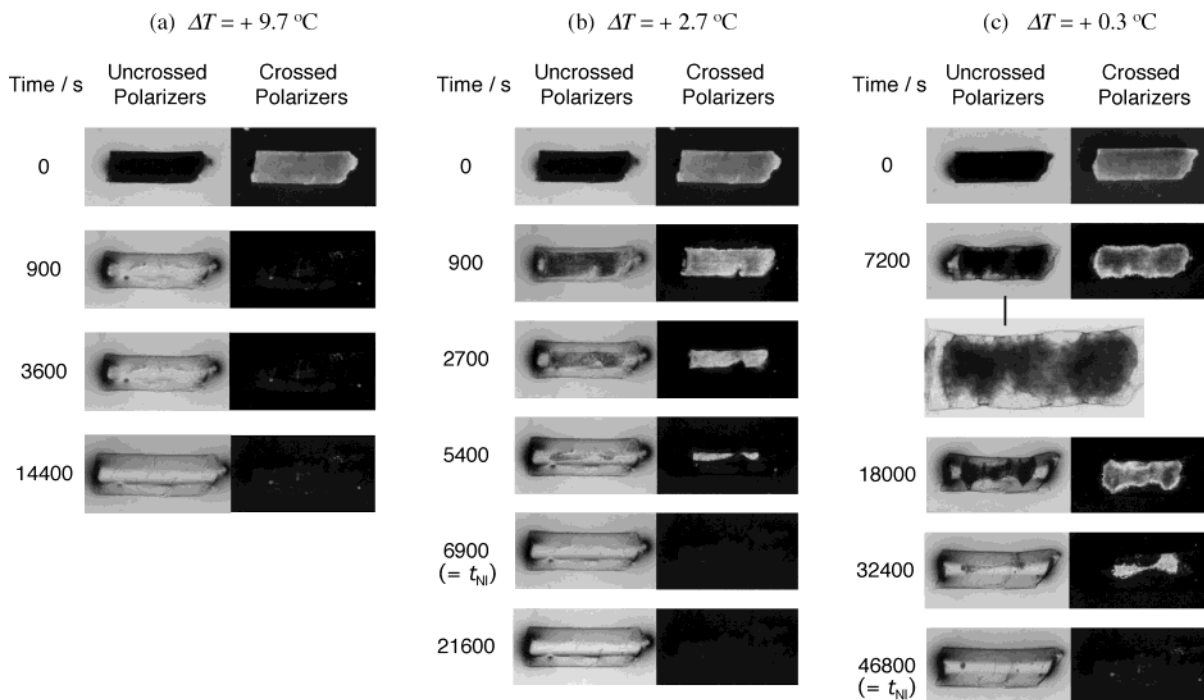 (a) ΔT = + 9.7 °C
Time / s
Uncrossed
Polarizers
Crossed
Polarizers
0
900
3600
14400
(b) ΔT = + 2.7 °C
Time / s
Uncrossed
Polarizers
Crossed
Polarizers
0
900
2700
5400
6900
(= tNI)
21600
(c) ΔT = + 0.3 °C
Time / s
Uncrossed
Polarizers
Crossed
Polarizers
0
7200
18000
32400
46800
(= tNI)